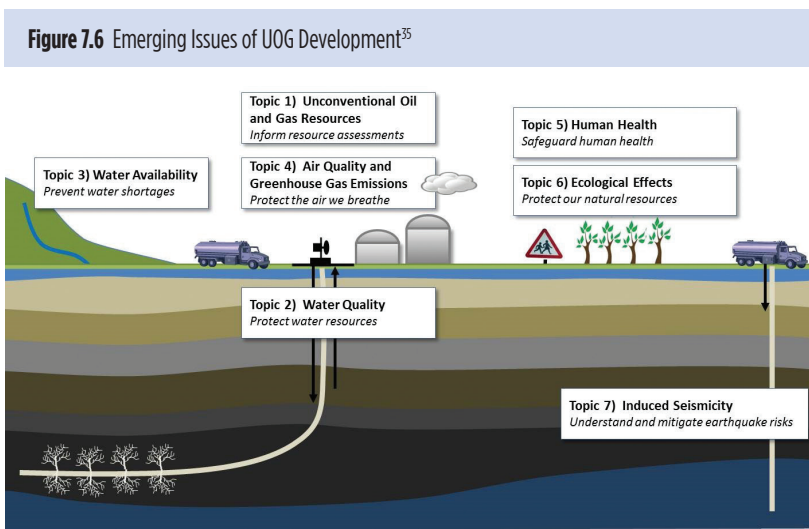 Figure 7.6 Emerging Issues of UOG Development35
Topic 1) Unconventional Oil
and Gas Resources
Inform resource assessments
Topic 5) Human Health
Safeguard human health
Topic 3) Water Availability
Prevent water shortages
Topic 4) Air Quality and
Greenhouse Gas Emissions
Protect the air we breathe
Topic 6) Ecological Effects
Protect our natural resources
Topic 2) Water Quality
Protect water resources
Topic 7) Induced Seismicity
Understand and mitigate earthquake risks